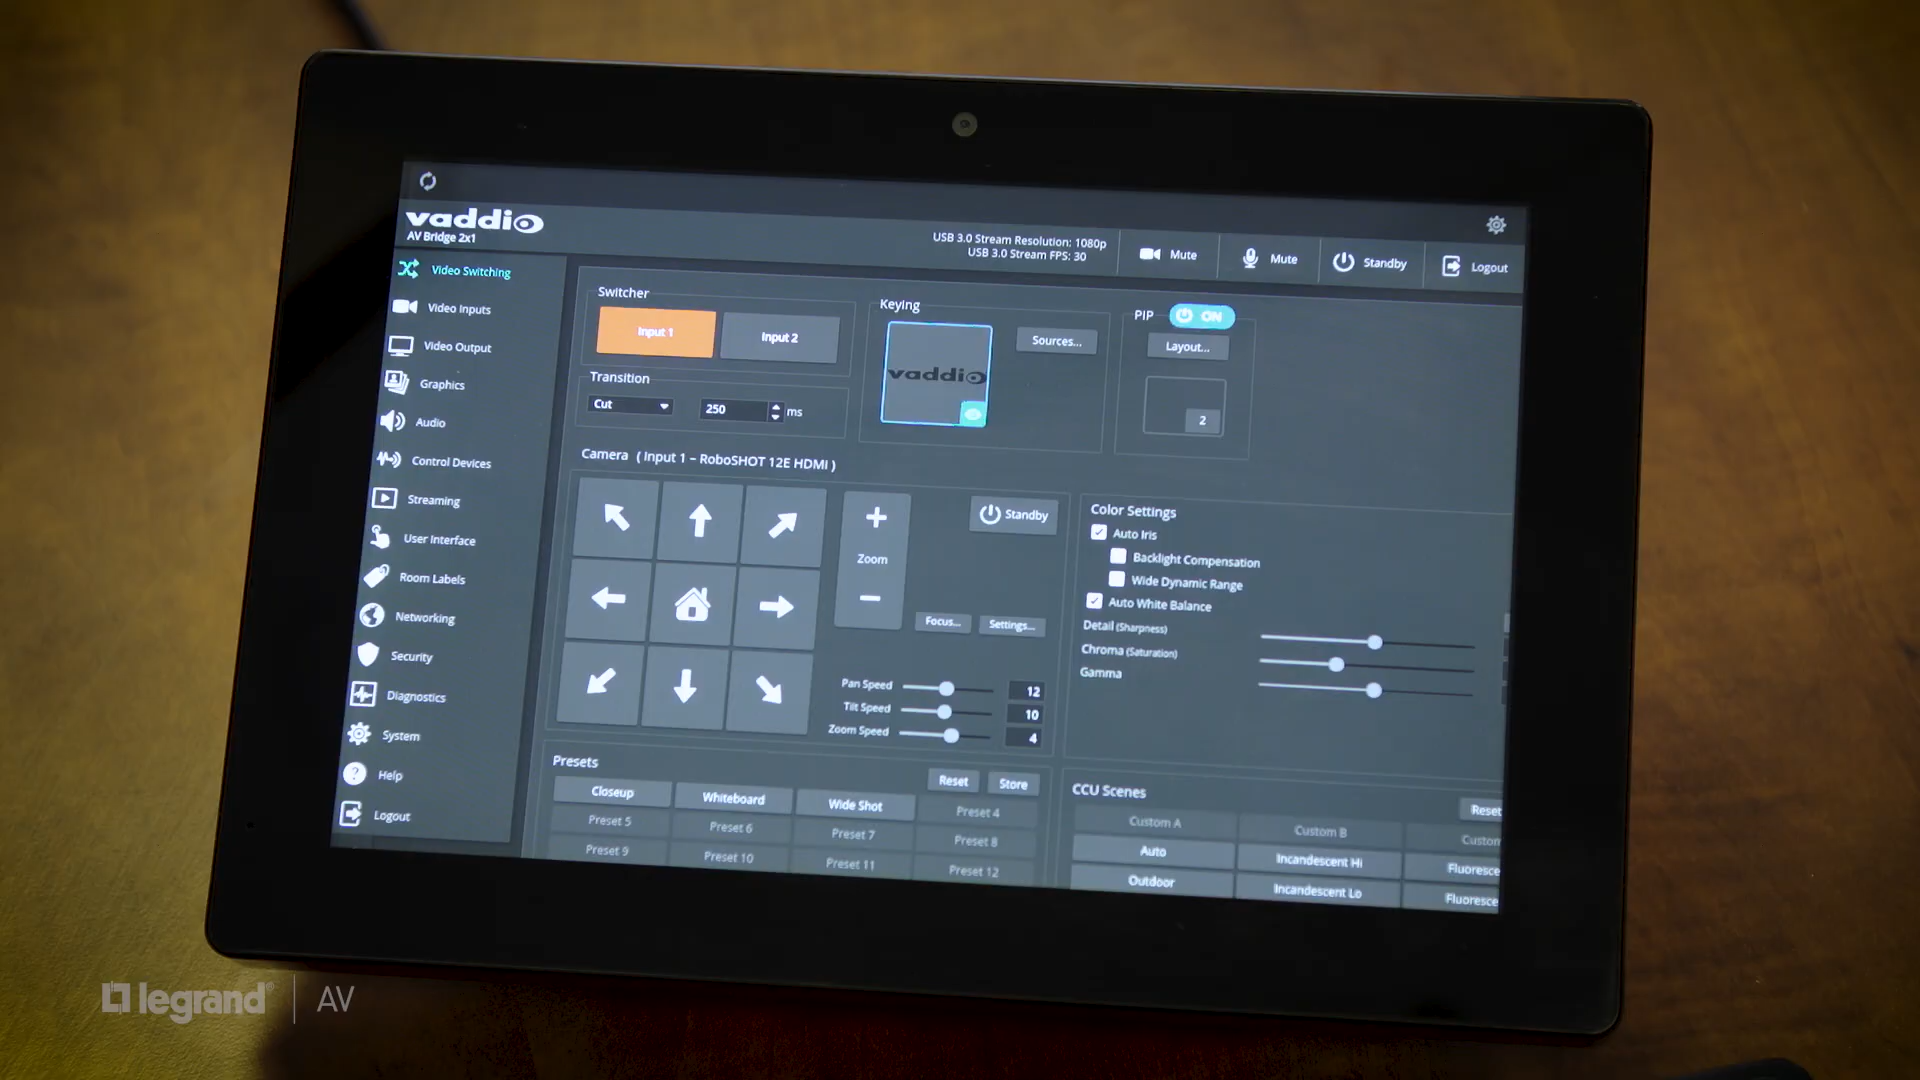 vaddio
AV Bridge 2x1
USB 3.0 Stream Resolution: 1080p
USB 3.0 Stream FPS: 30
Mute
Mute
Standby
Logout
Video Switching
Video Inputs
Video Output
Graphics
Audio
Control Devices
Streaming
User Interface
Room Labels
Networking
Security
Diagnostics
System
Help
Logout
Switcher
Input 1
Input 2
Transition
Cut
250 ms
Keying
vaddio
Sources...
PIP ON
Layout...
2
Camera ( Input 1 – RoboSHOT 12E HDMI )
+
Zoom
−
Standby
Focus...
Settings...
Pan Speed 12
Tilt Speed 10
Zoom Speed 4
Color Settings
Auto Iris
Backlight Compensation
Wide Dynamic Range
Auto White Balance
Detail (Sharpness)
Chroma (Saturation)
Gamma
Presets
Reset
Store
Closeup Whiteboard Wide Shot Preset 4
Preset 5 Preset 6 Preset 7 Preset 8
Preset 9 Preset 10 Preset 11 Preset 12
CCU Scenes
Reset
Custom A Custom B Custom
Auto Incandescent Hi Fluoresce
Outdoor Incandescent Lo Fluoresce
legrand® | AV